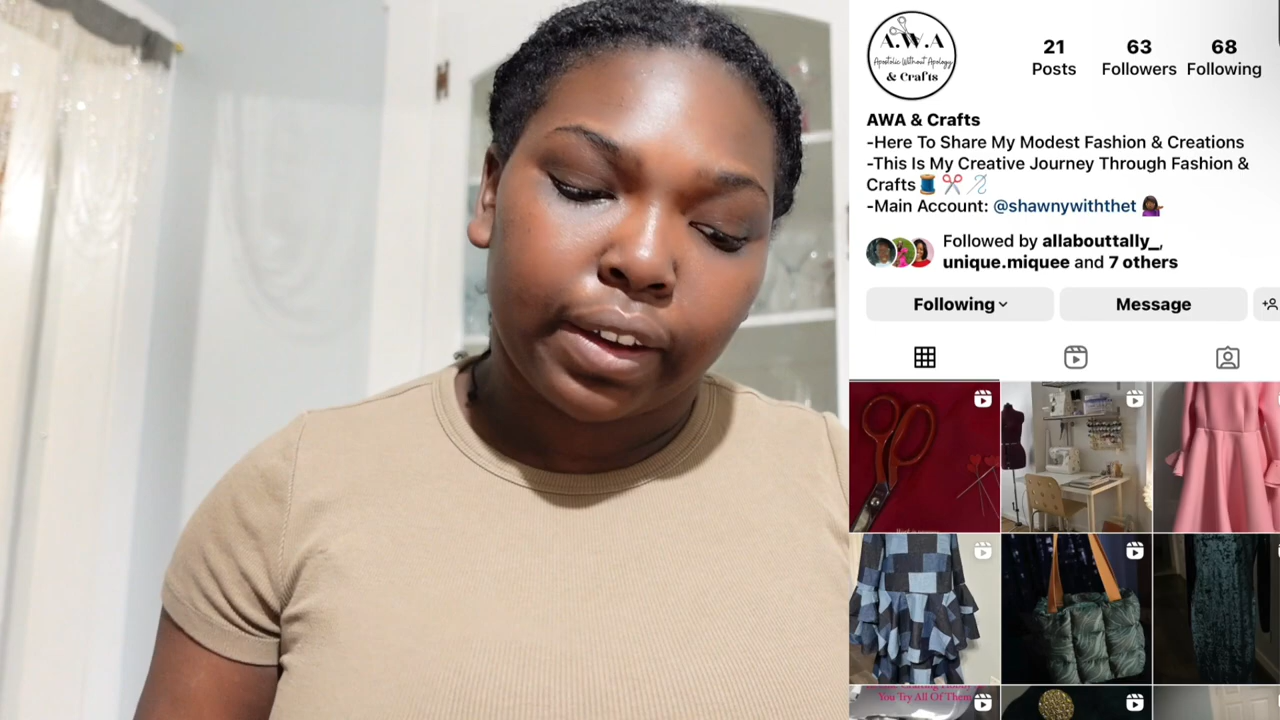 A.W.A
Apostolic Without Apology
& Crafts
21
Posts
63
Followers
68
Following
AWA & Crafts
-Here To Share My Modest Fashion & Creations
-This Is My Creative Journey Through Fashion &
Crafts🧵 ✂️ 🪡
-Main Account: @shawnywiththet 💁🏾‍♀️
Followed by allabouttally_,
unique.miquee and 7 others
Following
Message
You Try All Of Them